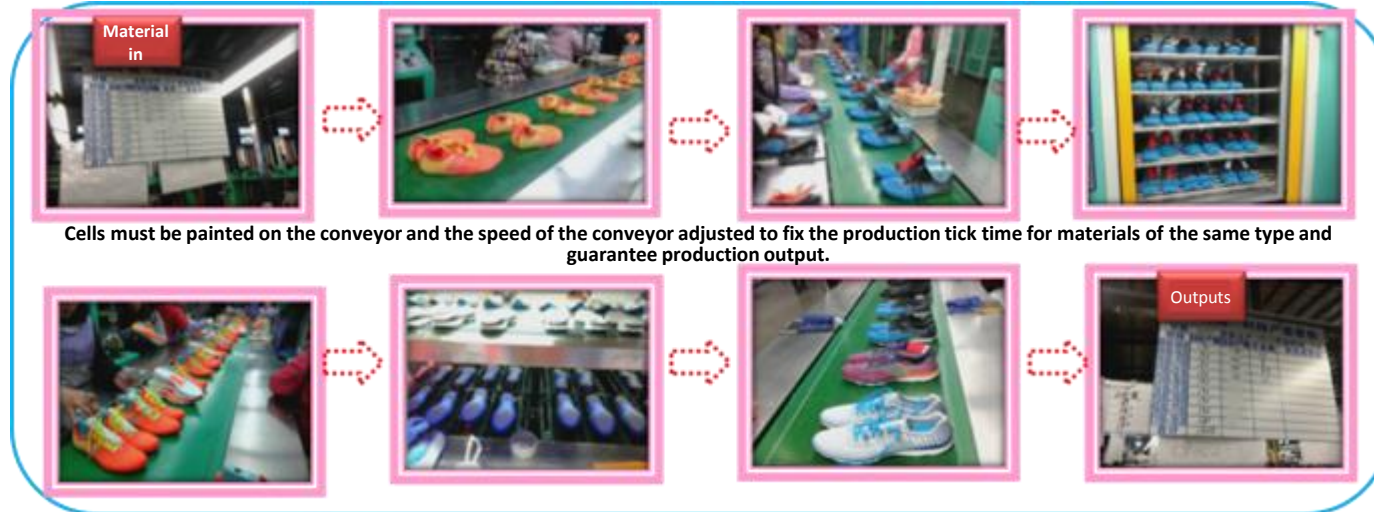 Material
in
Cells must be painted on the conveyor and the speed of the conveyor adjusted to fix the production tick time for materials of the same type and
guarantee production output.
Outputs